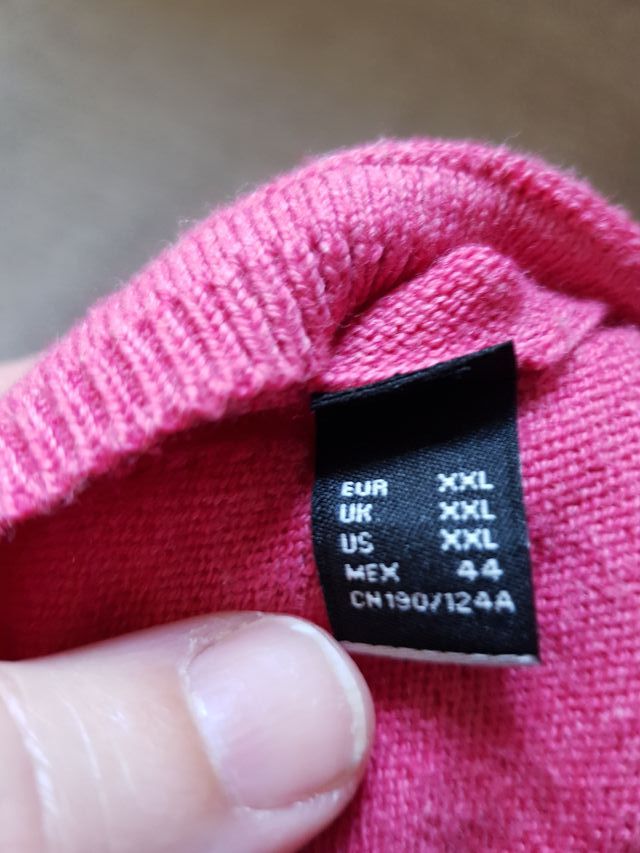 EUR XXL
UK XXL
US XXL
MEX 44
CN190/124A